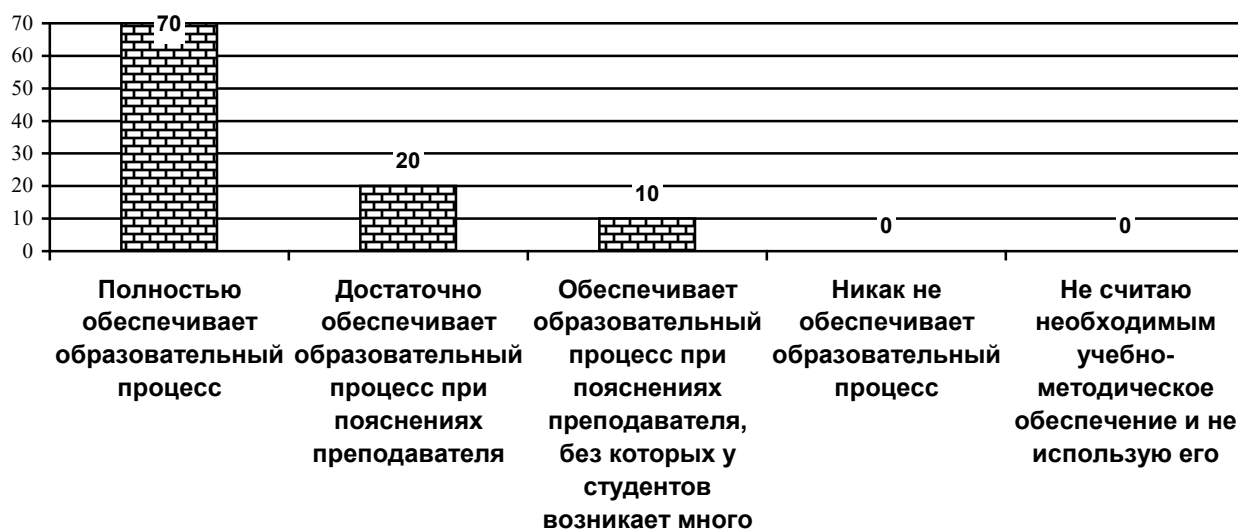 70
60
50
40
30
20
10
0
70
20
10
0
0
Полностью
обеспечивает
образовательный
процесс
Достаточно
обеспечивает
образовательный
процесс при
пояснениях
преподавателя
Обеспечивает
образовательный
процесс при
пояснениях
преподавателя,
без которых у
студентов
возникает много
Никак не
обеспечивает
образовательный
процесс
Не считаю
необходимым
учебно-
методическое
обеспечение и не
использую его